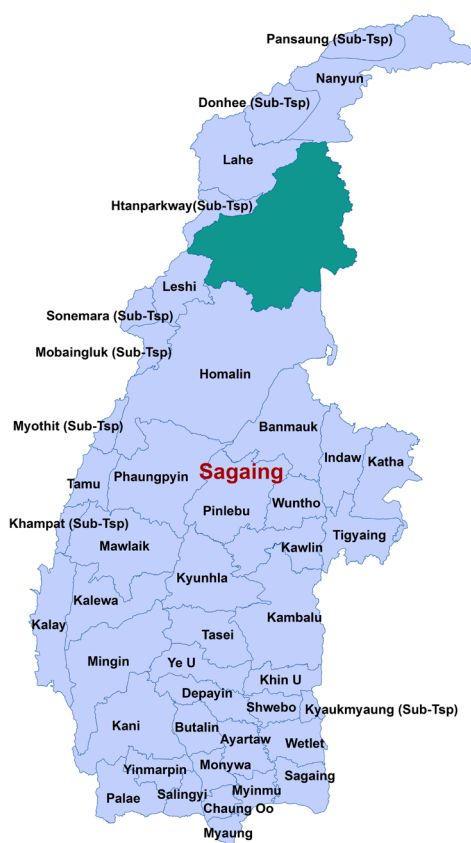 Pansaung (Sub-Tsp)
Nanyun
Donhee (Sub-Tsp)
Lahe
Htanparkway(Sub-Tsp)
Leshi
Sonemara (Sub-Tsp)
Mobaingluk (Sub-Tsp)
Homalin
Myothit (Sub-Tsp)
Banmauk
Indaw
Katha
Sagaing
Phaungpyin
Tamu
Pinlebu
Wuntho
Khampat (Sub-Tsp)
Tigyaing
Mawlaik
Kawlin
Kyunhla
Kalewa
Kambalu
Kalay
Tasei
Mingin
Ye U
Khin U
Depayin
Shwebo
Kyaukmyaung (Sub-Tsp)
Kani
Butalin
Ayartaw
Wetlet
Monywa
Yinmarpin
Sagaing
Myinmu
Palae
Salingyi
Chaung Oo
Myaung